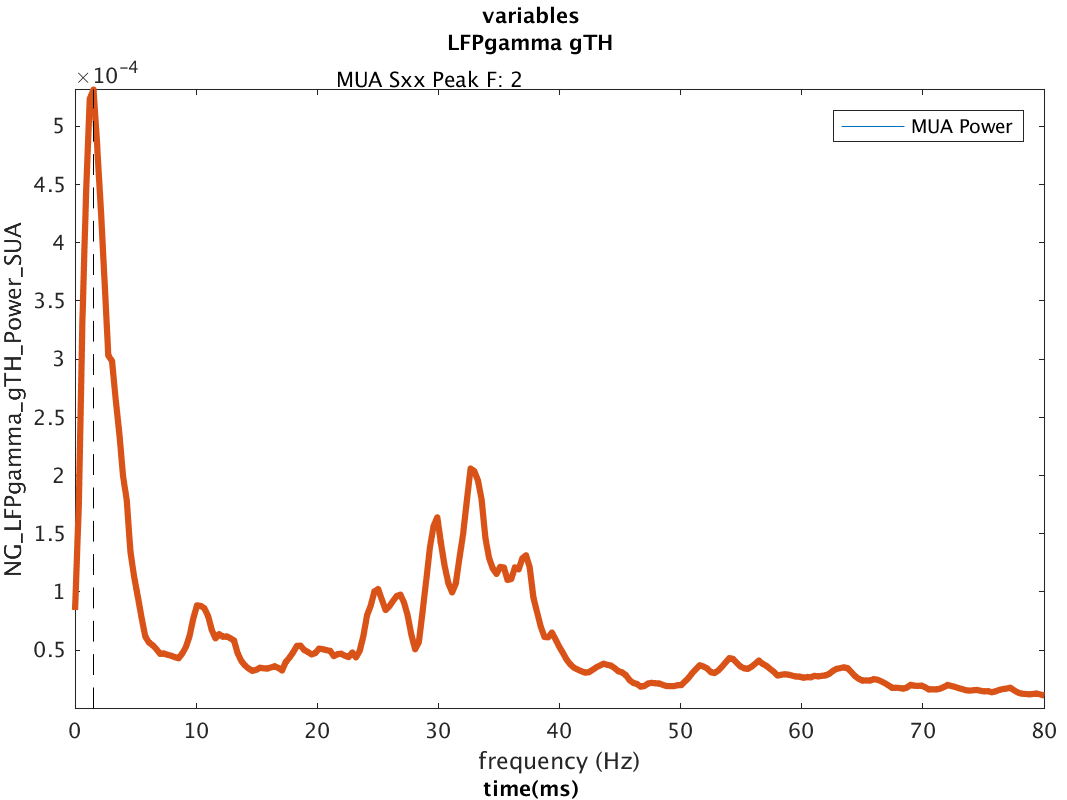 variables
LFPgamma gTH
×10⁻⁴
MUA Sxx Peak F: 2
MUA Power
5
4.5
4
3.5
3
2.5
2
1.5
1
0.5
NG_LFPgamma_gTH_Power_SUA
0 10 20 30 40 50 60 70 80
frequency (Hz)
time(ms)